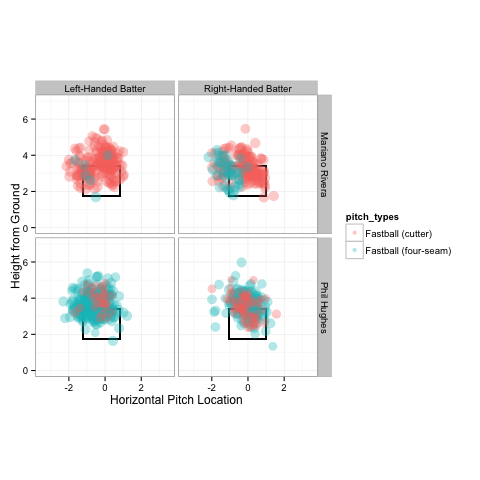 Left-Handed Batter
Right-Handed Batter
6
4
2
0
Mariano Rivera
6
4
2
0
Phil Hughes
Height from Ground
-2
0
2
-2
0
2
Horizontal Pitch Location
pitch_types
Fastball (cutter)
Fastball (four-seam)